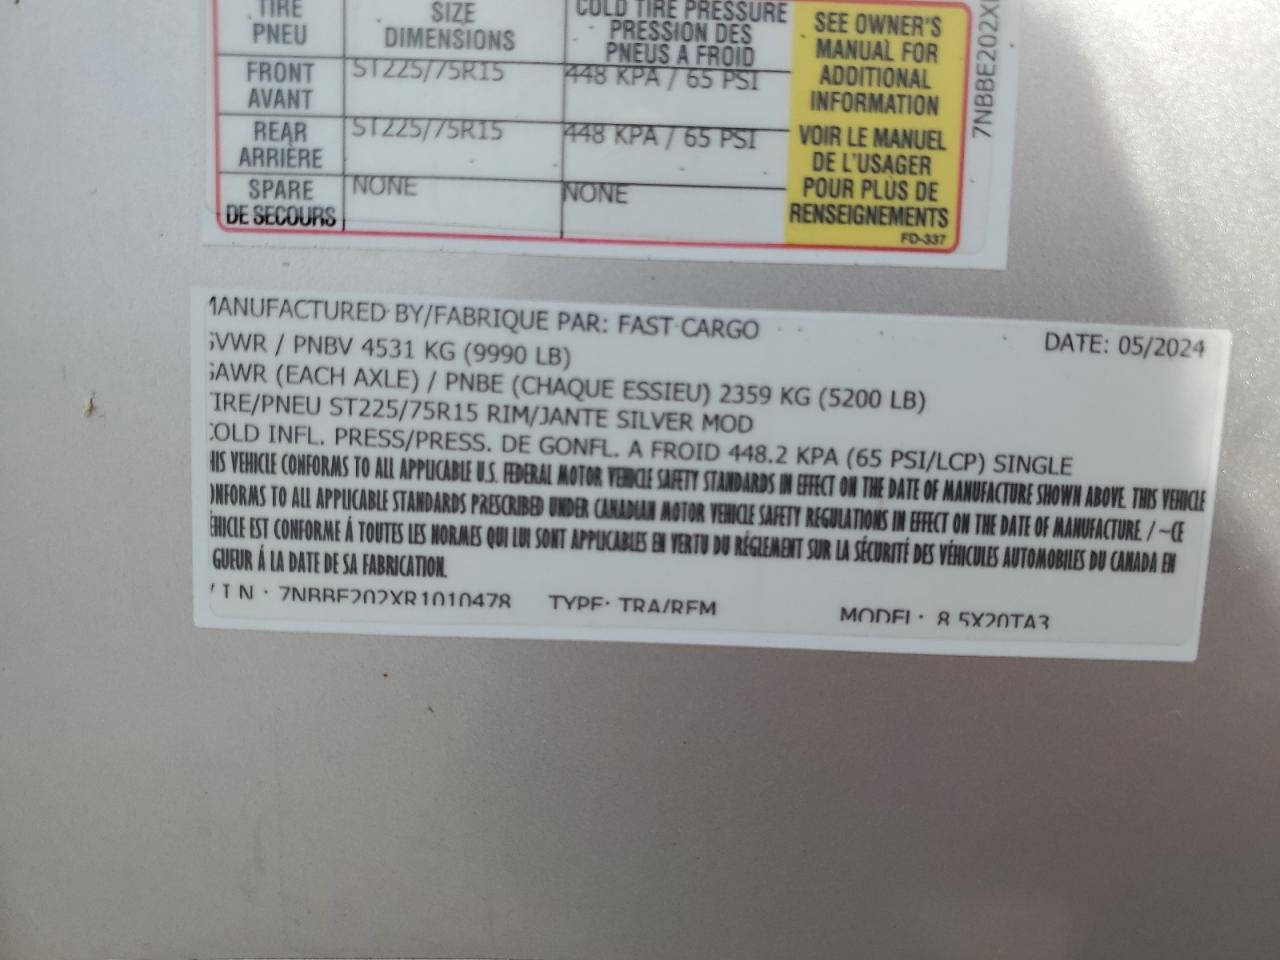 TIRE
PNEU
SIZE
DIMENSIONS
COLD TIRE PRESSURE
PRESSION DES
PNEUS A FROID
FRONT
AVANT
ST225/75R15
448 KPA / 65 PSI
REAR
ARRIÈRE
ST225/75R15
448 KPA / 65 PSI
SPARE
DE SECOURS
NONE
NONE
SEE OWNER'S
MANUAL FOR
ADDITIONAL
INFORMATION
VOIR LE MANUEL
DE L'USAGER
POUR PLUS DE
RENSEIGNEMENTS
FD-337
7NBBE202X
MANUFACTURED BY/FABRIQUE PAR: FAST CARGO
DATE: 05/2024
GVWR / PNBV 4531 KG (9990 LB)
GAWR (EACH AXLE) / PNBE (CHAQUE ESSIEU) 2359 KG (5200 LB)
TIRE/PNEU ST225/75R15 RIM/JANTE SILVER MOD
COLD INFL. PRESS/PRESS. DE GONFL. A FROID 448.2 KPA (65 PSI/LCP) SINGLE
HIS VEHICLE CONFORMS TO ALL APPLICABLE U.S. FEDERAL MOTOR VEHICLE SAFETY STANDARDS IN EFFECT ON THE DATE OF MANUFACTURE SHOWN ABOVE. THIS VEHICLE
ONFORMS TO ALL APPLICABLE STANDARDS PRESCRIBED UNDER CANADIAN MOTOR VEHICLE SAFETY REGULATIONS IN EFFECT ON THE DATE OF MANUFACTURE. / ~CE
ÉHICLE EST CONFORME Á TOUTES LES NORMES QUI LUI SONT APPLICABLES EN VERTU DU RÉGLEMENT SUR LA SÉCURITÉ DES VÉHICULES AUTOMOBILES DU CANADA EN
GUEUR Á LA DATE DE SA FABRICATION.
V I N : 7NBBE202XR1010478 TYPE: TRA/REM MODEL: 8.5X20TA3